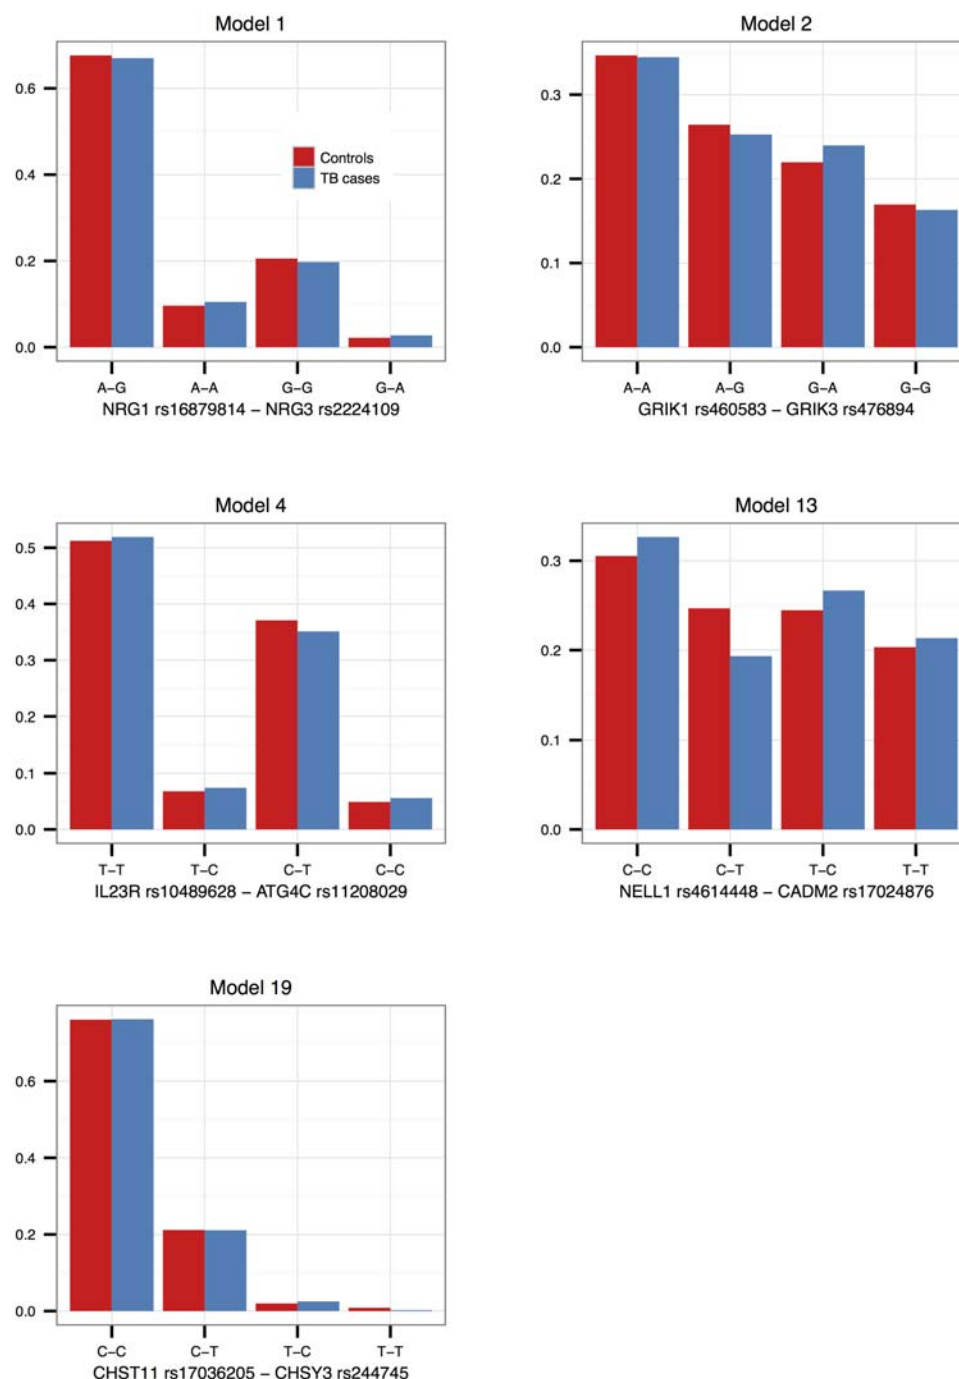 Model 1
0.6
0.4
0.2
0.0
Controls
TB cases
A–G A–A G–G G–A
NRG1 rs16879814 – NRG3 rs2224109
Model 2
0.3
0.2
0.1
0.0
A–A A–G G–A G–G
GRIK1 rs460583 – GRIK3 rs476894
Model 4
0.5
0.4
0.3
0.2
0.1
0.0
T–T T–C C–T C–C
IL23R rs10489628 – ATG4C rs11208029
Model 13
0.3
0.2
0.1
0.0
C–C C–T T–C T–T
NELL1 rs4614448 – CADM2 rs17024876
Model 19
0.6
0.4
0.2
0.0
C–C C–T T–C T–T
CHST11 rs17036205 – CHSY3 rs244745